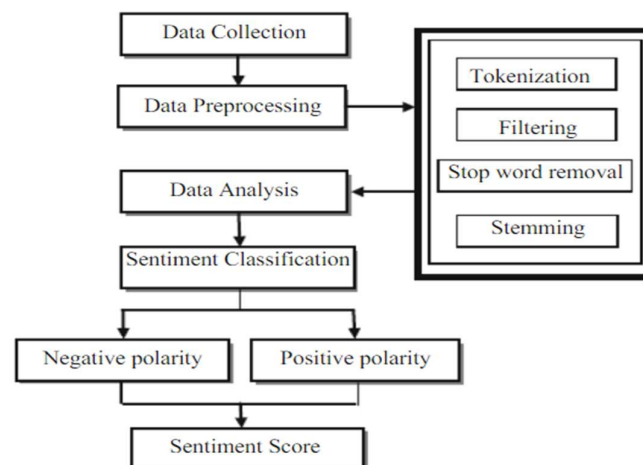 Data Collection
Data Preprocessing
Tokenization
Filtering
Stop word removal
Stemming
Data Analysis
Sentiment Classification
Negative polarity
Positive polarity
Sentiment Score